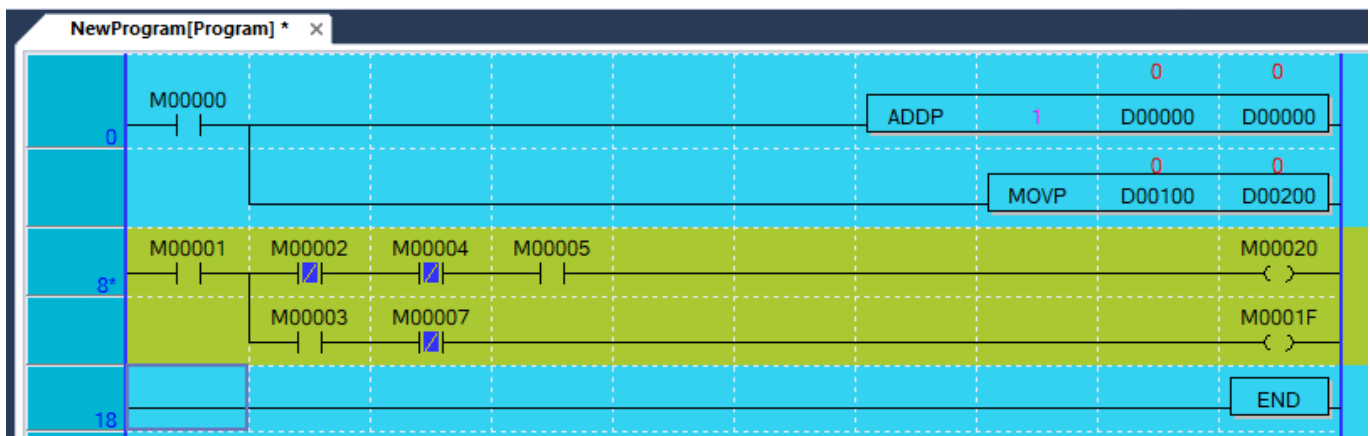 NewProgram[Program] * ×
0 0
M00000
ADDP 1 D00000 D00000
0
0 0
MOVP D00100 D00200
M00001 M00002 M00004 M00005 M00020
8*
M00003 M00007 M0001F
END
18